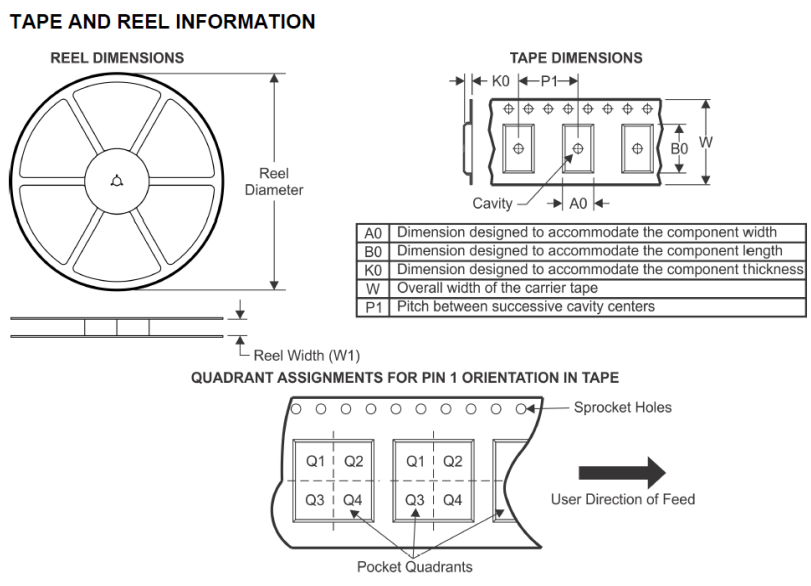 TAPE AND REEL INFORMATION
REEL DIMENSIONS
Reel
Diameter
Reel Width (W1)
TAPE DIMENSIONS
K0
P1
W
B0
Cavity
A0
A0 Dimension designed to accommodate the component width
B0 Dimension designed to accommodate the component length
K0 Dimension designed to accommodate the component thickness
W Overall width of the carrier tape
P1 Pitch between successive cavity centers
QUADRANT ASSIGNMENTS FOR PIN 1 ORIENTATION IN TAPE
Sprocket Holes
Q1 Q2 Q1 Q2
Q3 Q4 Q3 Q4
User Direction of Feed
Pocket Quadrants